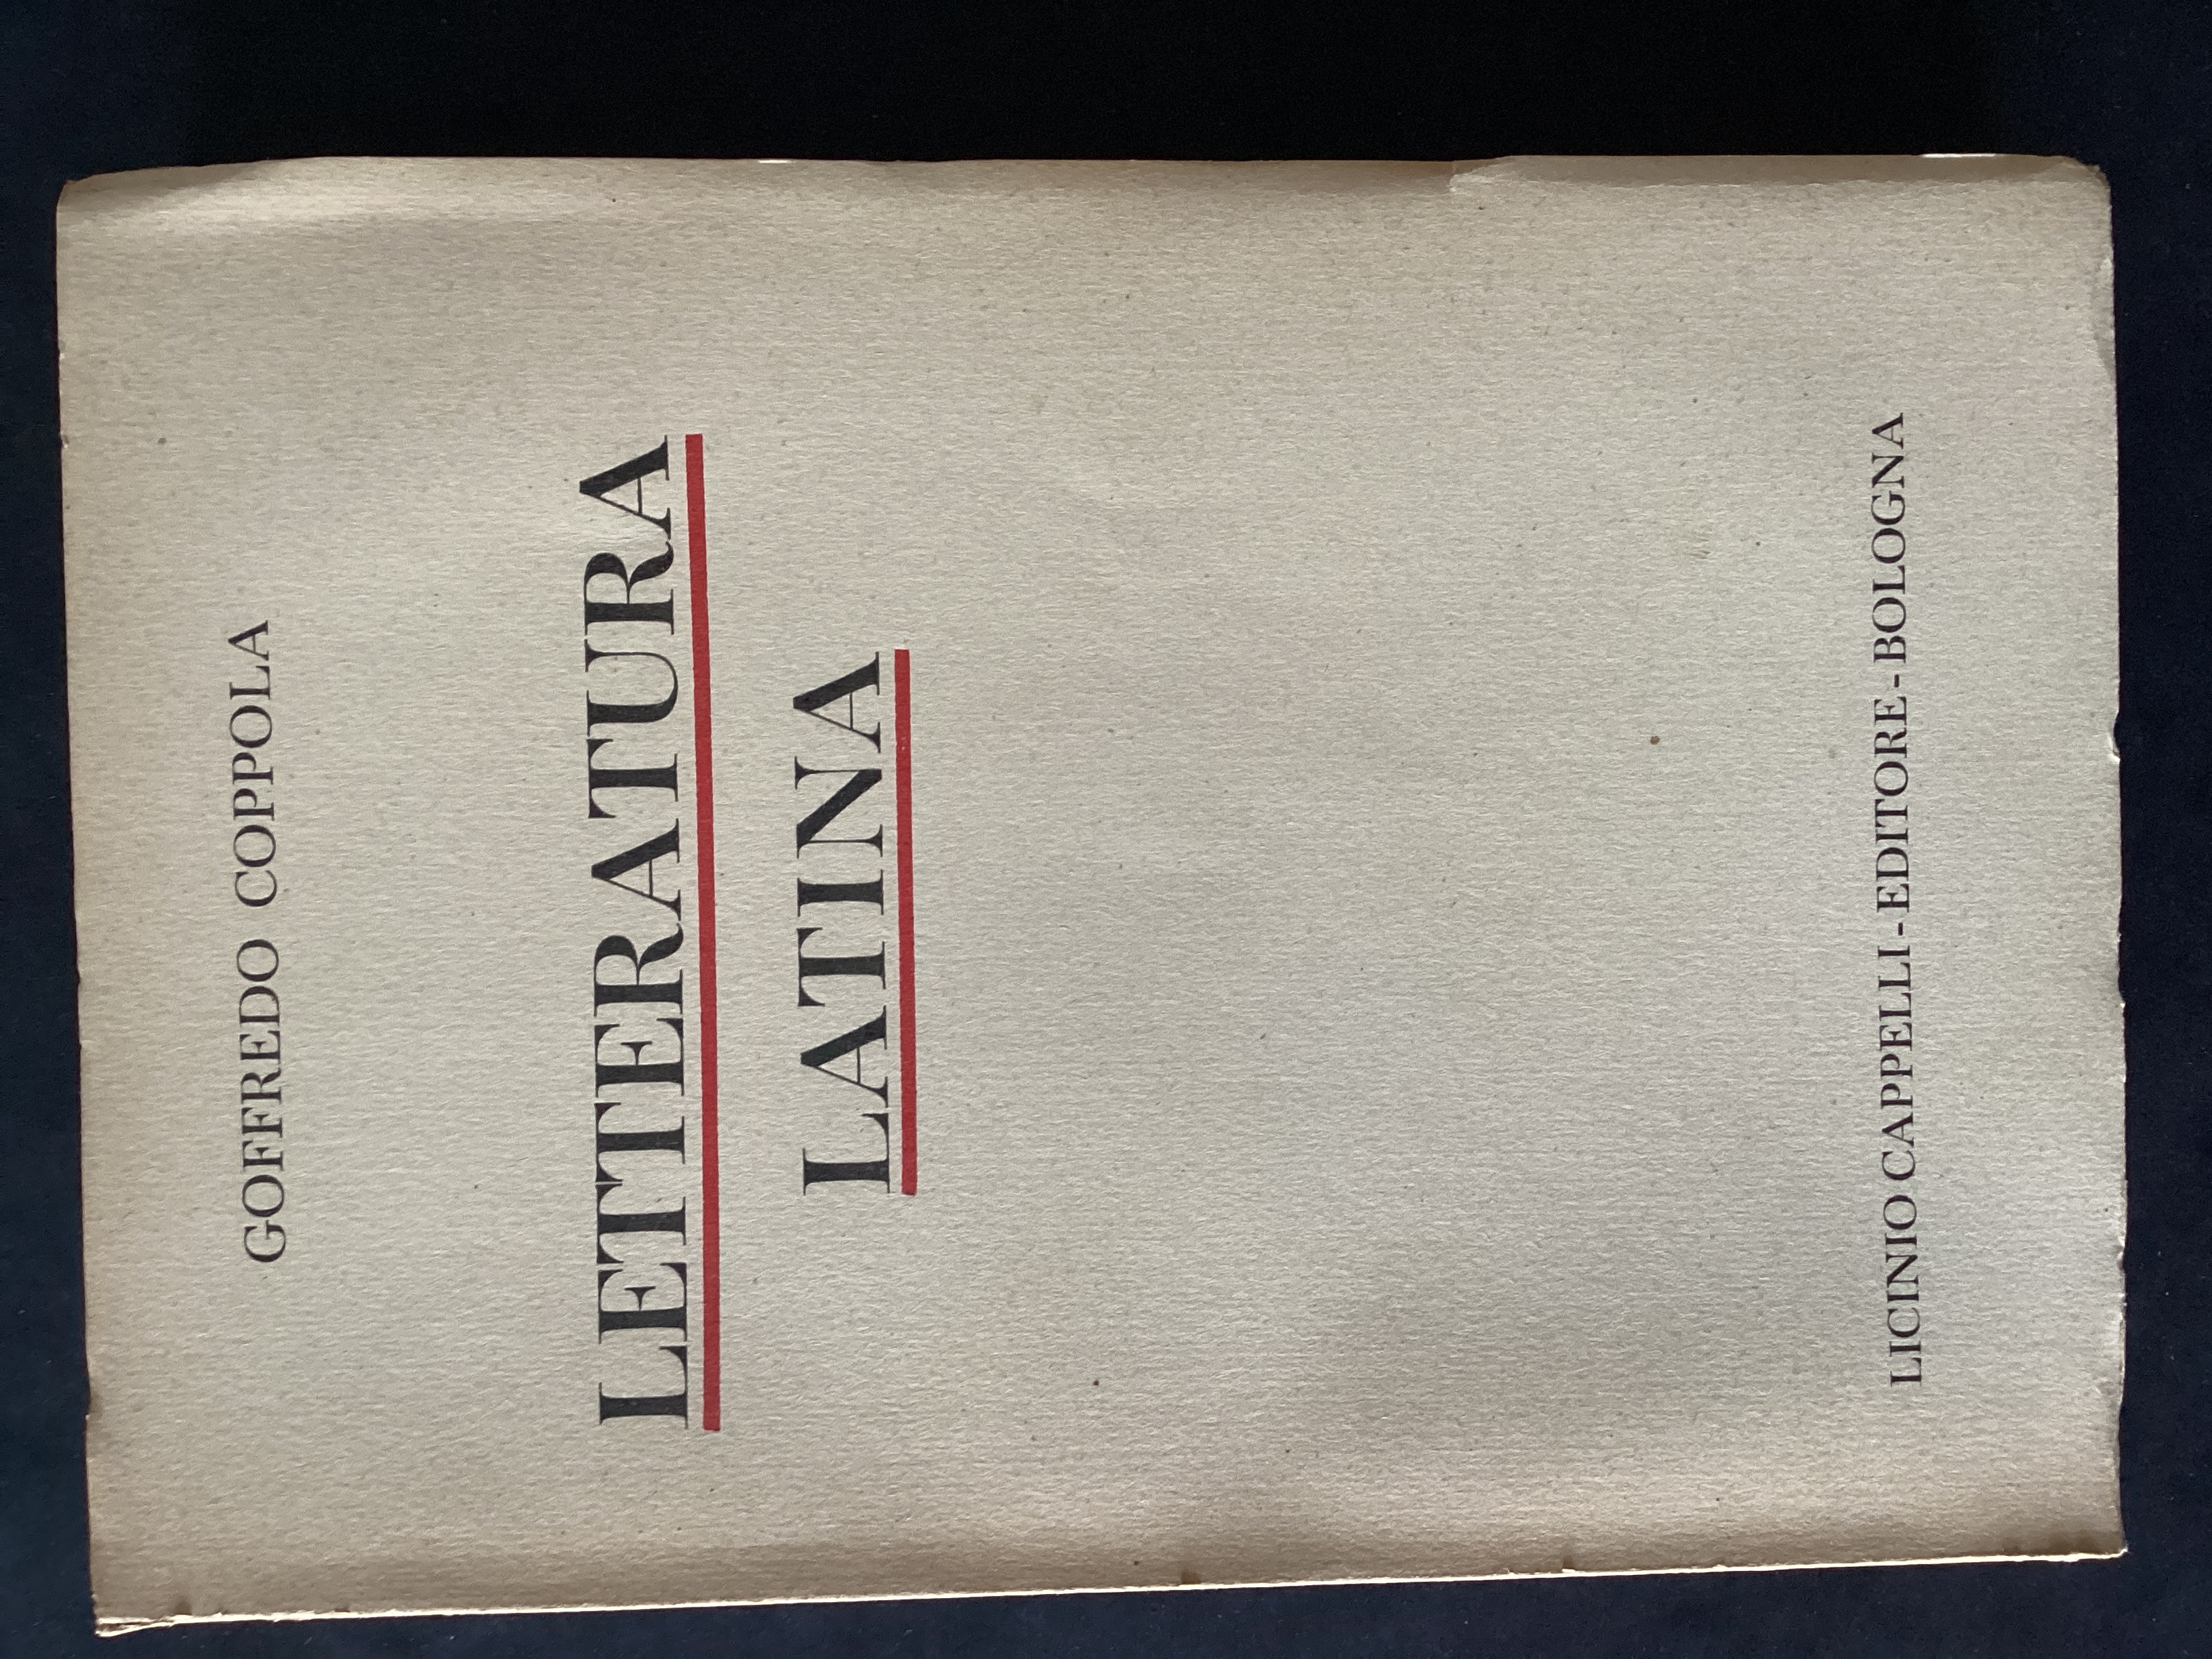 GOFFREDO COPPOLA
LETTERATURA
LATINA
LICINIO CAPPELLI-EDITORE-BOLOGNA